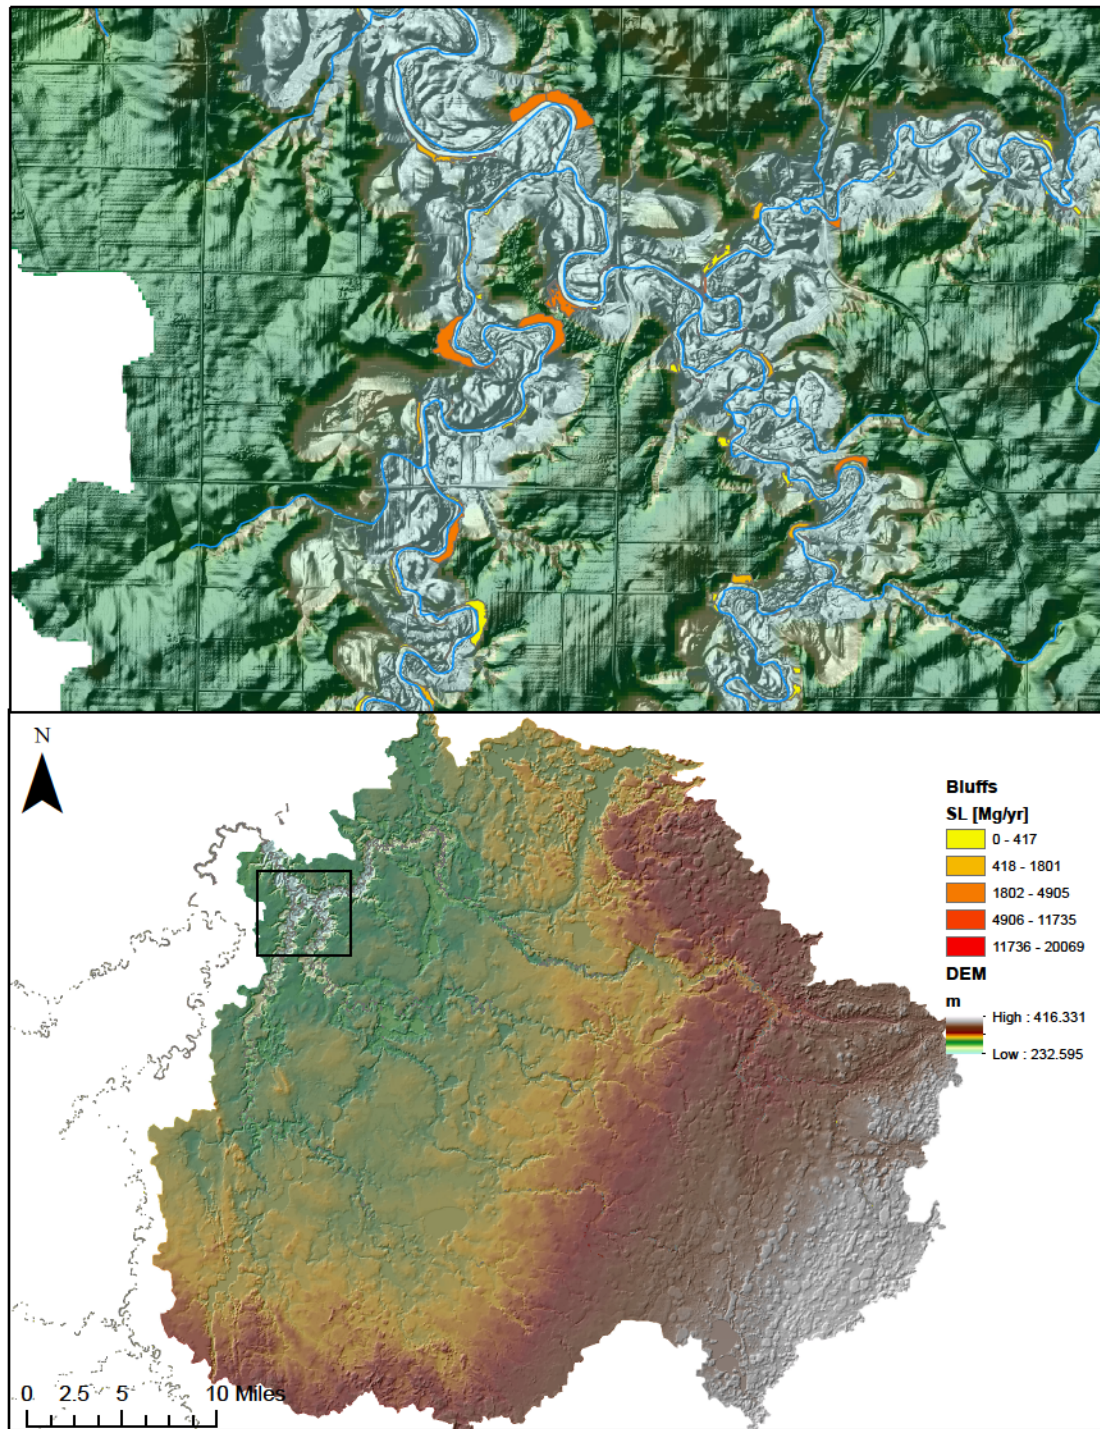 N
Bluffs
SL [Mg/yr]
0 - 417
418 - 1801
1802 - 4905
4906 - 11735
11736 - 20069
DEM
m
High : 416.331
Low : 232.595
0 2.5 5 10 Miles